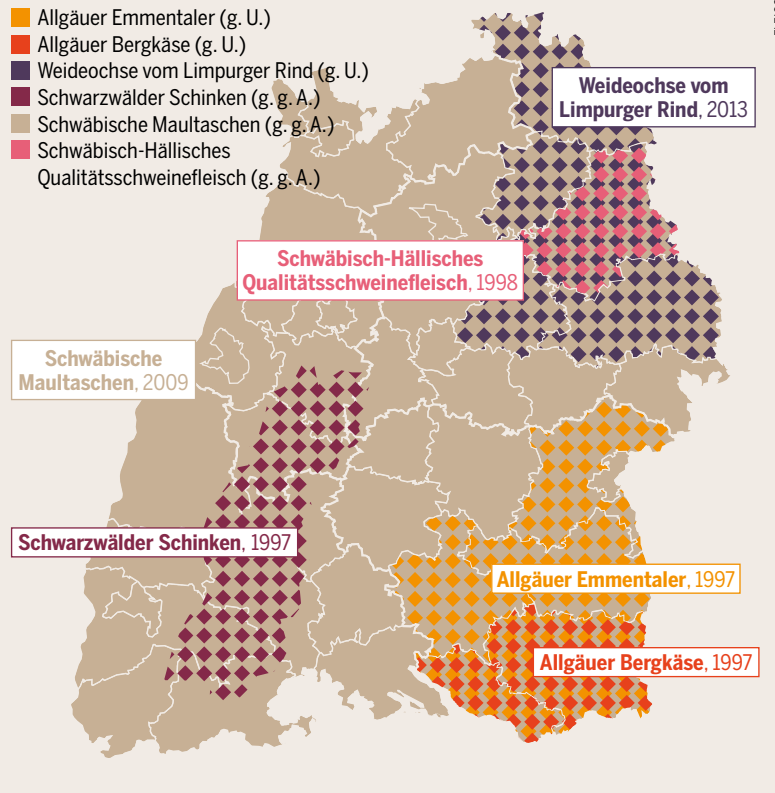 Allgäuer Emmentaler (g. U.)
Allgäuer Bergkäse (g. U.)
Weideochse vom Limpurger Rind (g. U.)
Schwarzwälder Schinken (g. g. A.)
Schwäbische Maultaschen (g. g. A.)
Schwäbisch-Hällisches
Qualitätsschweinefleisch (g. g. A.)
Weideochse vom
Limpurger Rind, 2013
Schwäbisch-Hällisches
Qualitätsschweinefleisch, 1998
Schwäbische
Maultaschen, 2009
Schwarzwälder Schinken, 1997
Allgäuer Emmentaler, 1997
Allgäuer Bergkäse, 1997